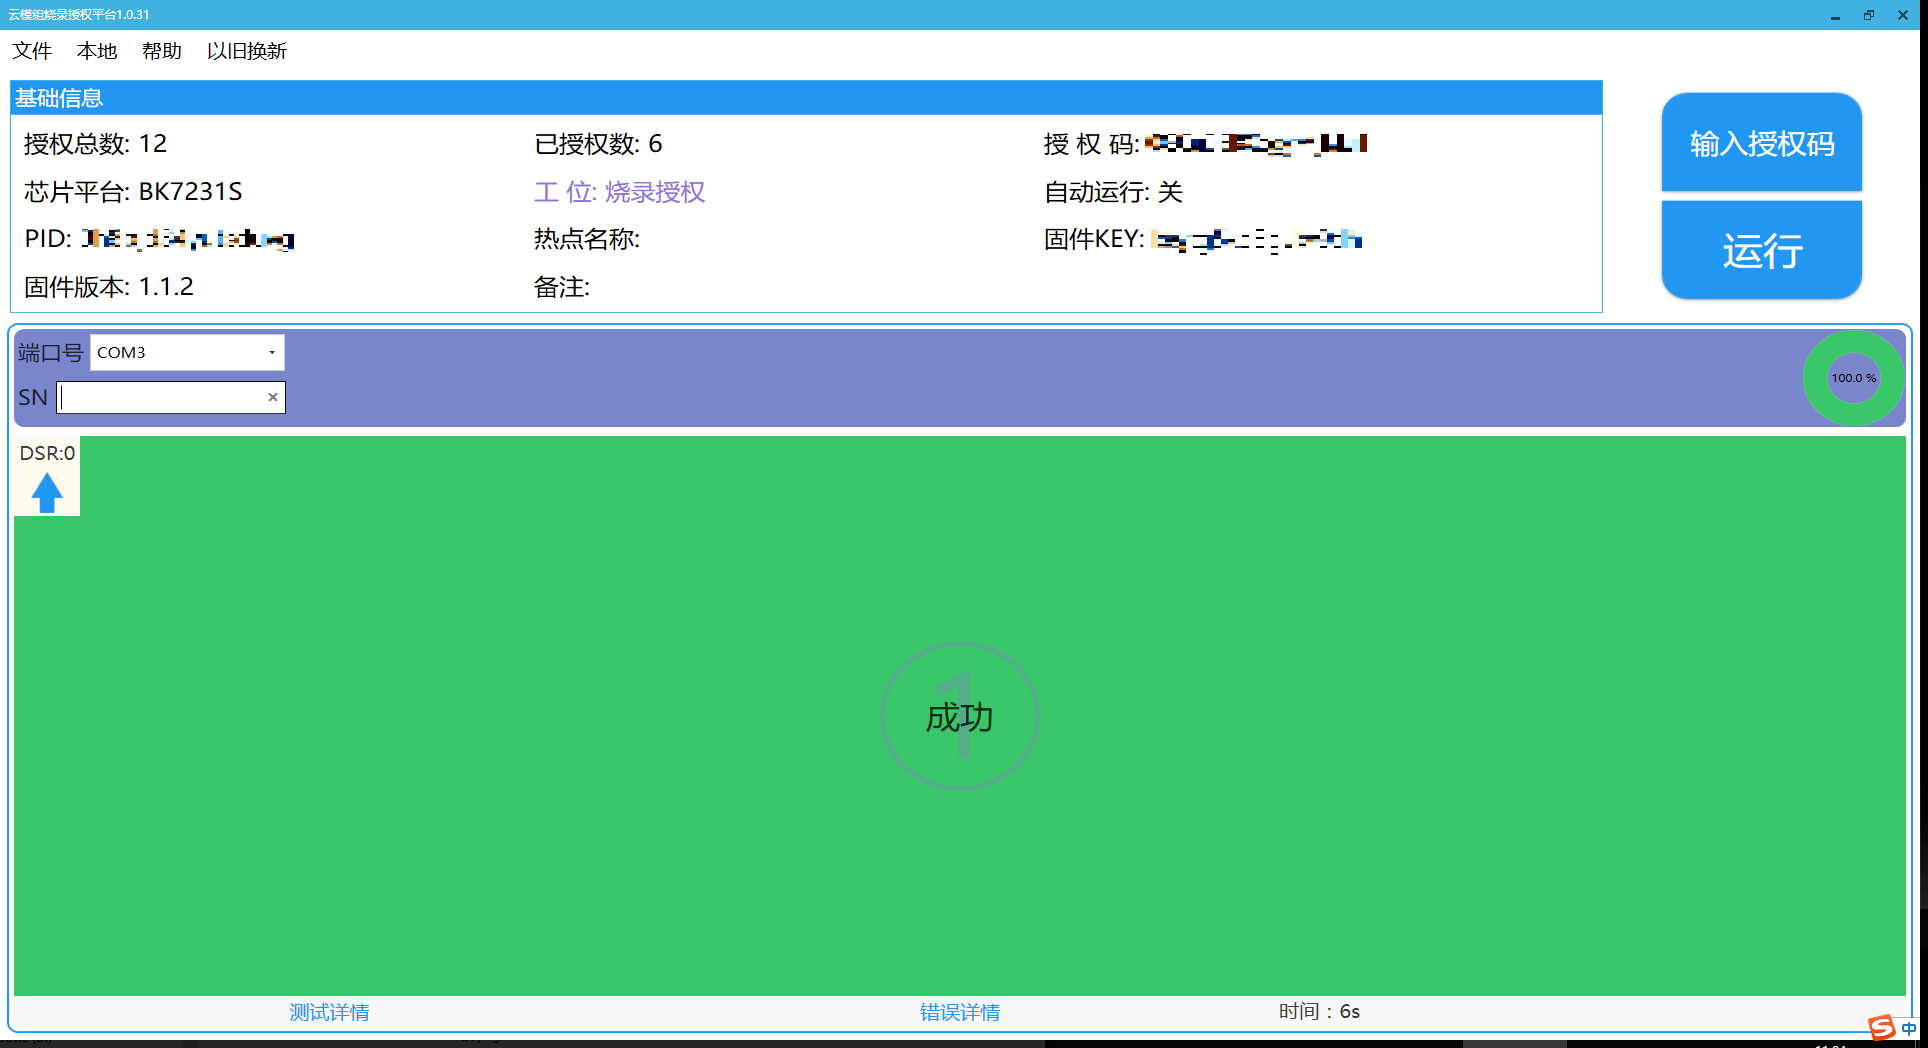 云模组烧录授权平台1.0.31
文件 本地 帮助 以旧换新
基础信息
授权总数: 12 已授权数: 6 授 权 码:
芯片平台: BK7231S 工 位: 烧录授权 自动运行: 关
PID: 热点名称: 固件KEY:
固件版本: 1.1.2 备注:
输入授权码
运行
端口号 COM3
SN
100.0 %
DSR:0
1
成功
测试详情 错误详情 时间：6s
S 中